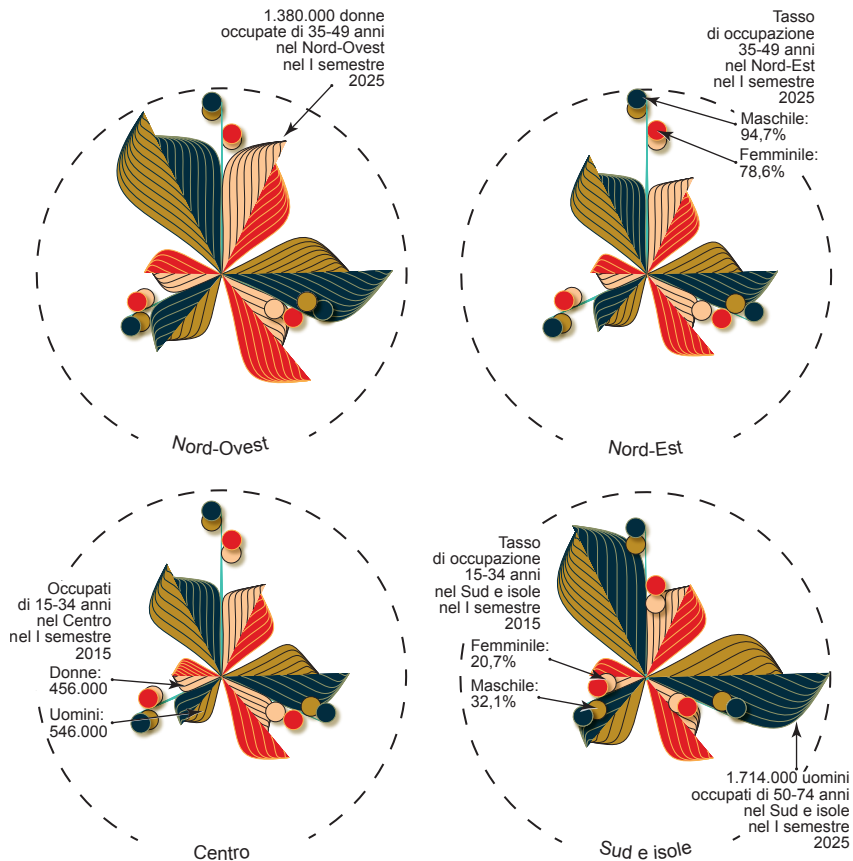 1.380.000 donne
occupate di 35-49 anni
nel Nord-Ovest
nel I semestre
2025
Nord-Ovest
Tasso
di occupazione
35-49 anni
nel Nord-Est
nel I semestre
2025
Maschile:
94,7%
Femminile:
78,6%
Nord-Est
Occupati
di 15-34 anni
nel Centro
nel I semestre
2015
Donne:
456.000
Uomini:
546.000
Centro
Tasso
di occupazione
15-34 anni
nel Sud e isole
nel I semestre
2015
Femminile:
20,7%
Maschile:
32,1%
1.714.000 uomini
occupati di 50-74 anni
nel Sud e isole
nel I semestre
2025
Sud e isole